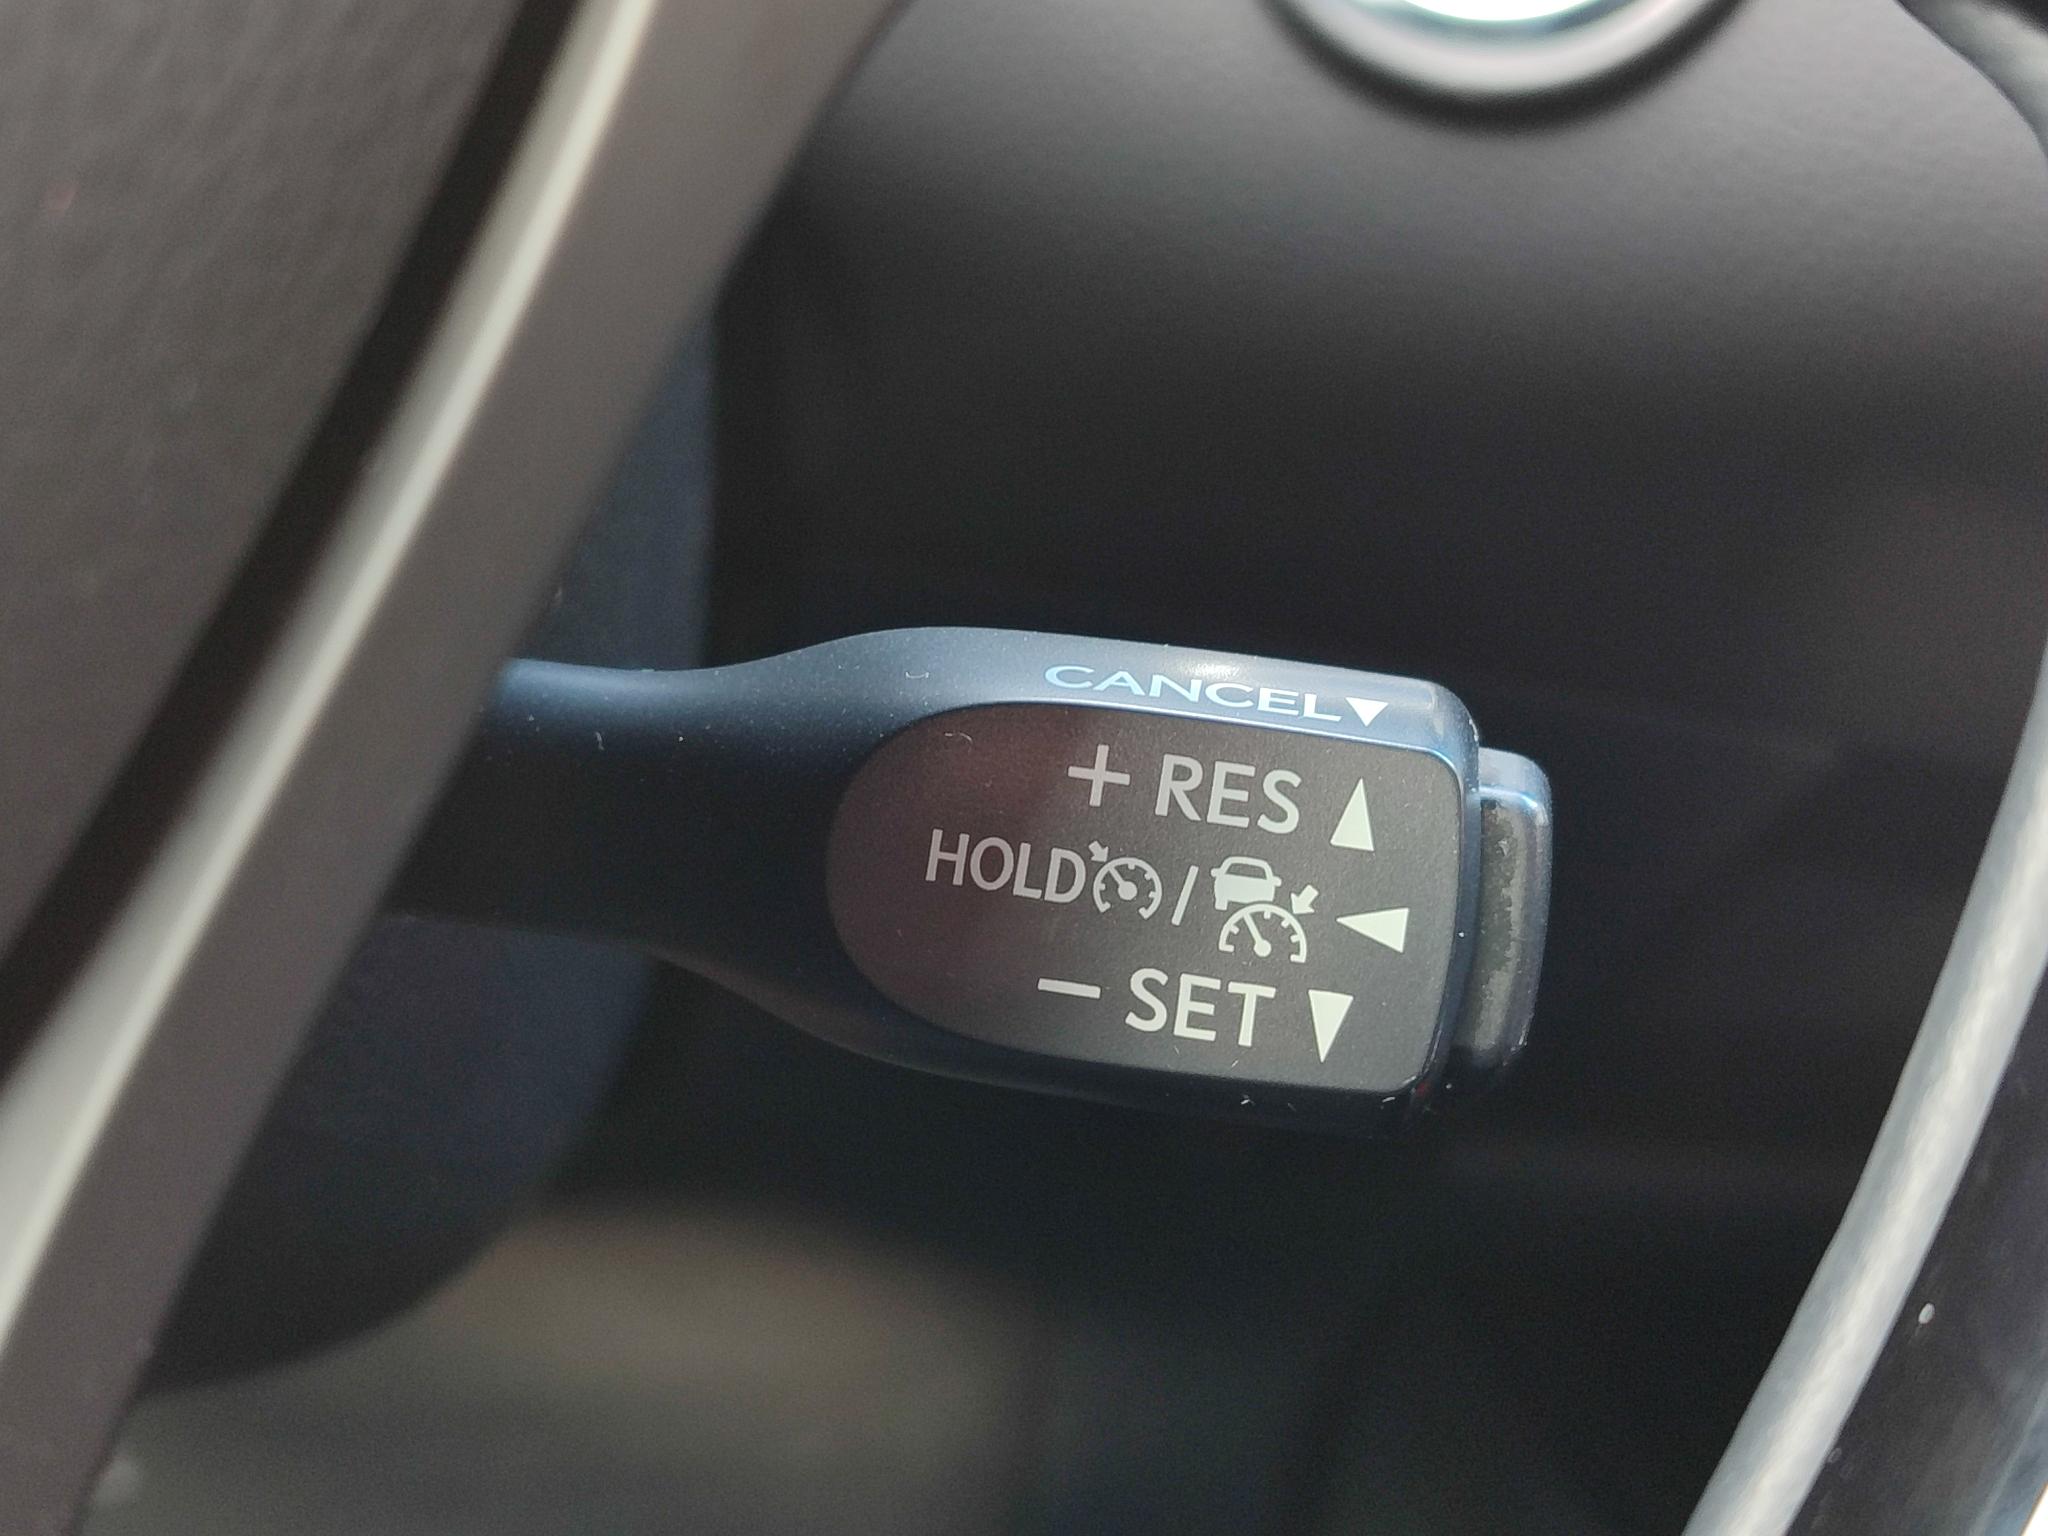 CANCEL
+ RES
HOLD /
- SET